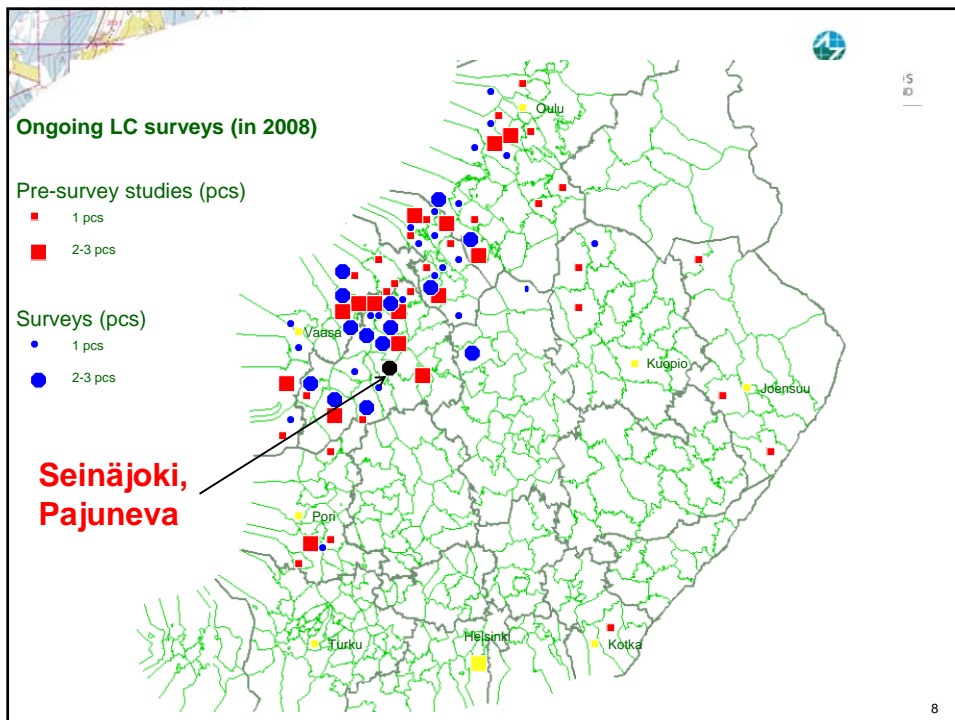 Ongoing LC surveys (in 2008)
Pre-survey studies (pcs)
1 pcs
2-3 pcs
Surveys (pcs)
1 pcs
2-3 pcs
Oulu
Vaasa
Kuopio
Joensuu
Seinäjoki,
Pajuneva
Pori
Turku
Helsinki
Kotka
8